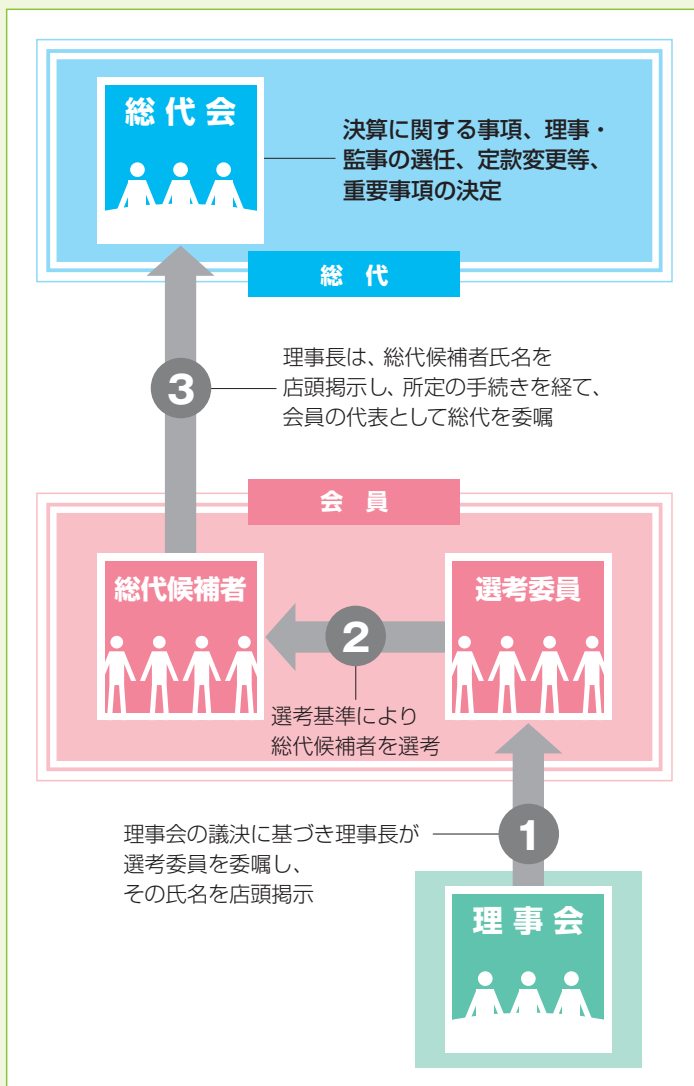 総代会
決算に関する事項、理事・
監事の選任、定款変更等、
重要事項の決定
総代
3
理事長は、総代候補者氏名を
店頭掲示し、所定の手続きを経て、
会員の代表として総代を委嘱
会員
総代候補者
選考委員
2
選考基準により
総代候補者を選考
理事会の議決に基づき理事長が
選考委員を委嘱し、
その氏名を店頭掲示
1
理事会